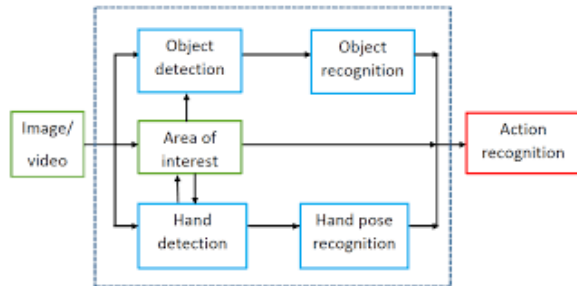 Object
detection
Object
recognition
Image/
video
Area of
interest
Action
recognition
Hand
detection
Hand pose
recognition